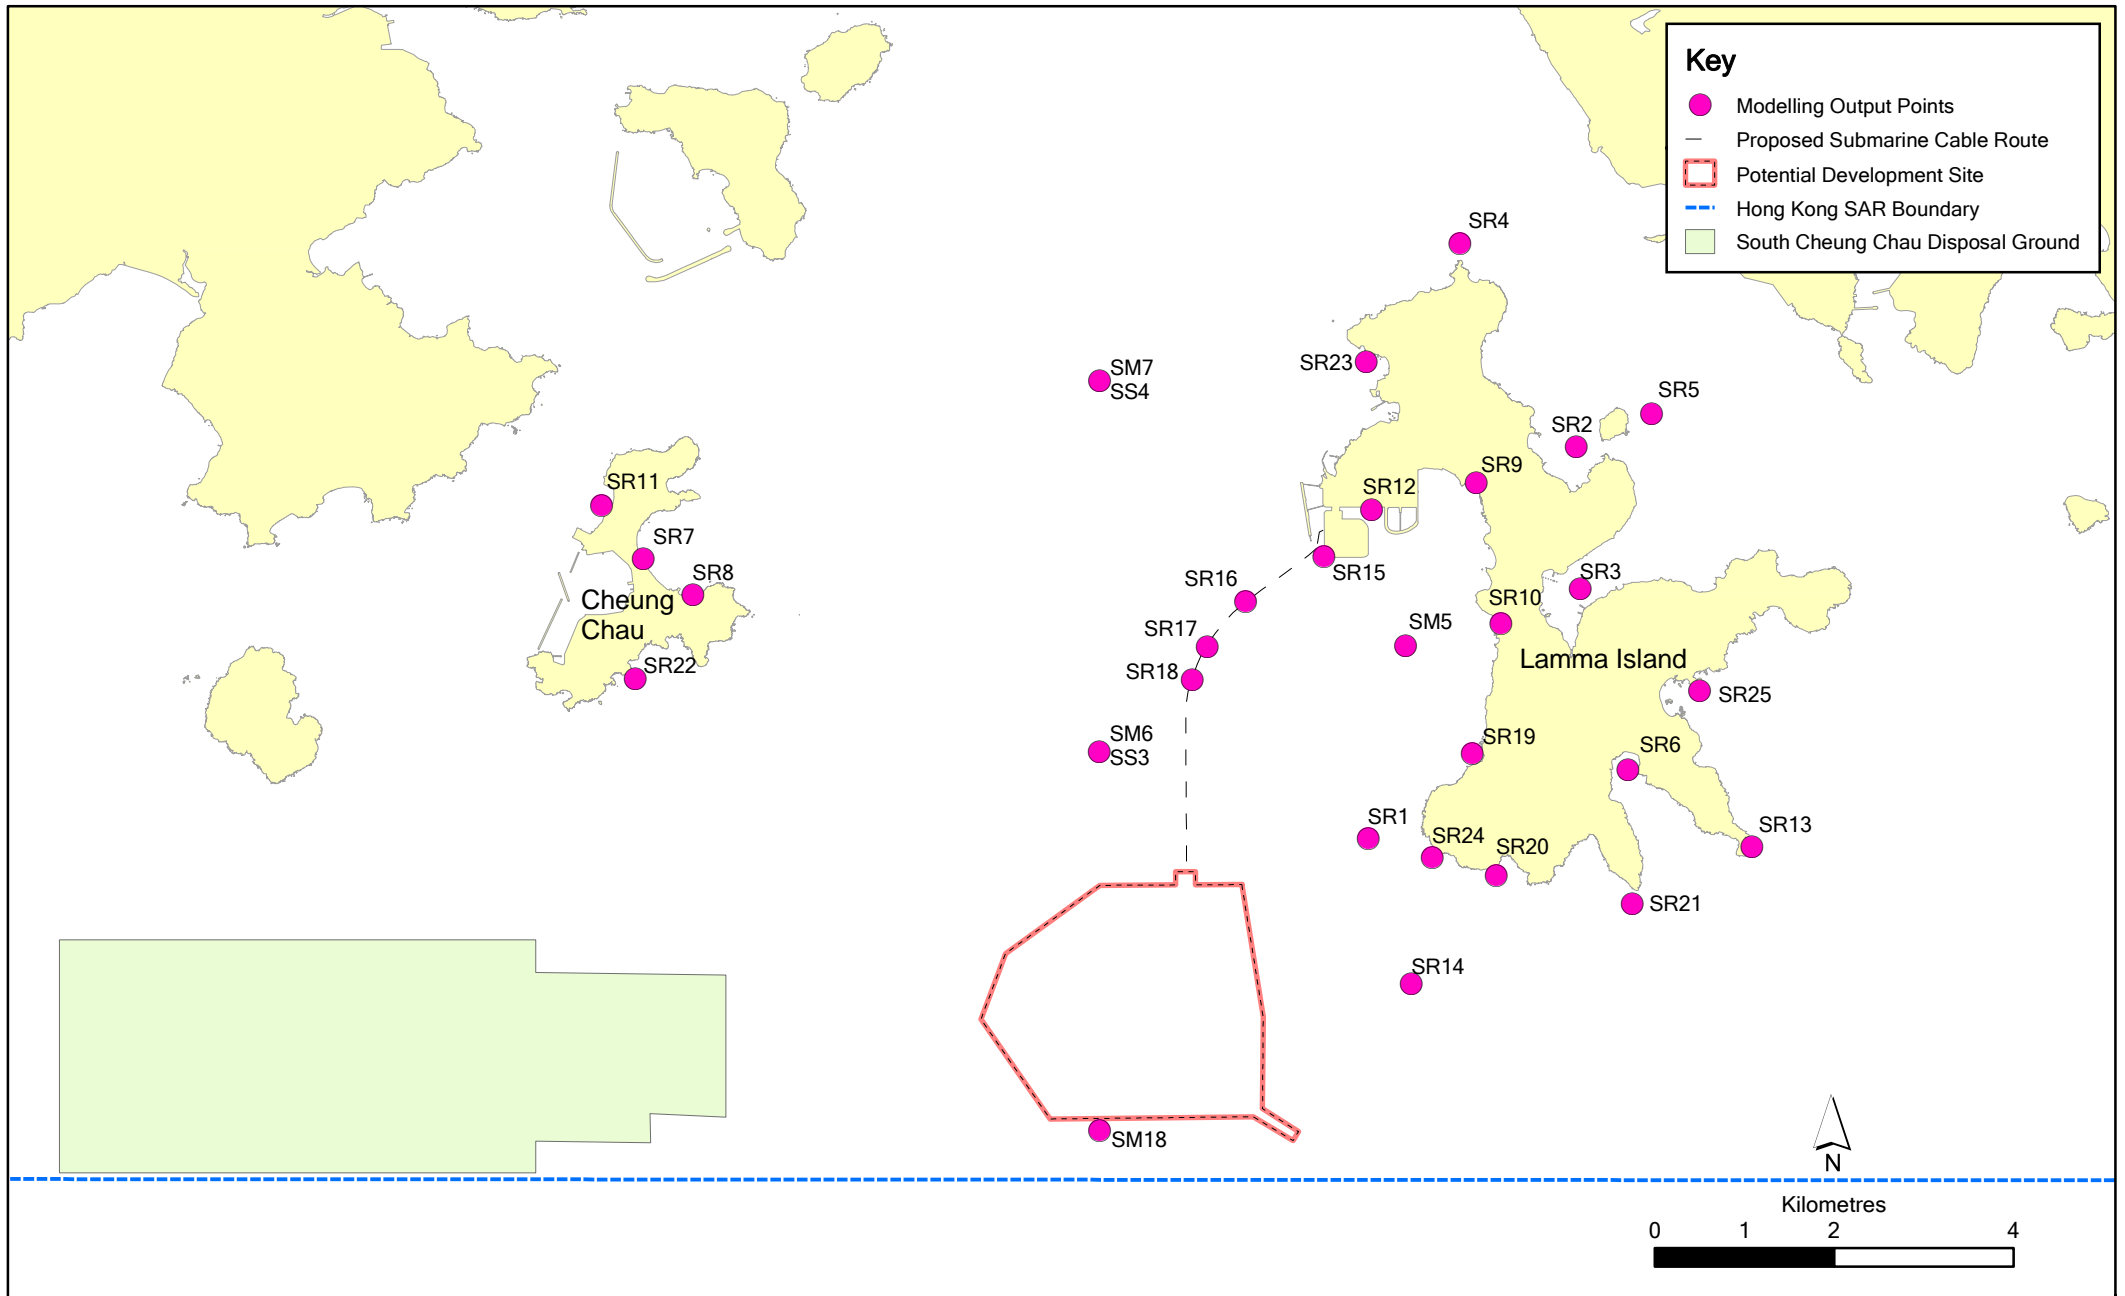 Key
Modelling Output Points
Proposed Submarine Cable Route
Potential Development Site
Hong Kong SAR Boundary
South Cheung Chau Disposal Ground
SR4
SR23
SM7
SS4
SR5
SR2
SR9
SR11
SR12
SR7
SR15
SR8
SR16
SR3
Cheung
Chau
SR10
SM5
SR17
Lamma Island
SR22
SR18
SR25
SM6
SS3
SR19
SR6
SR1
SR13
SR24
SR20
SR21
SR14
SM18
N
Kilometres
0 1 2 4